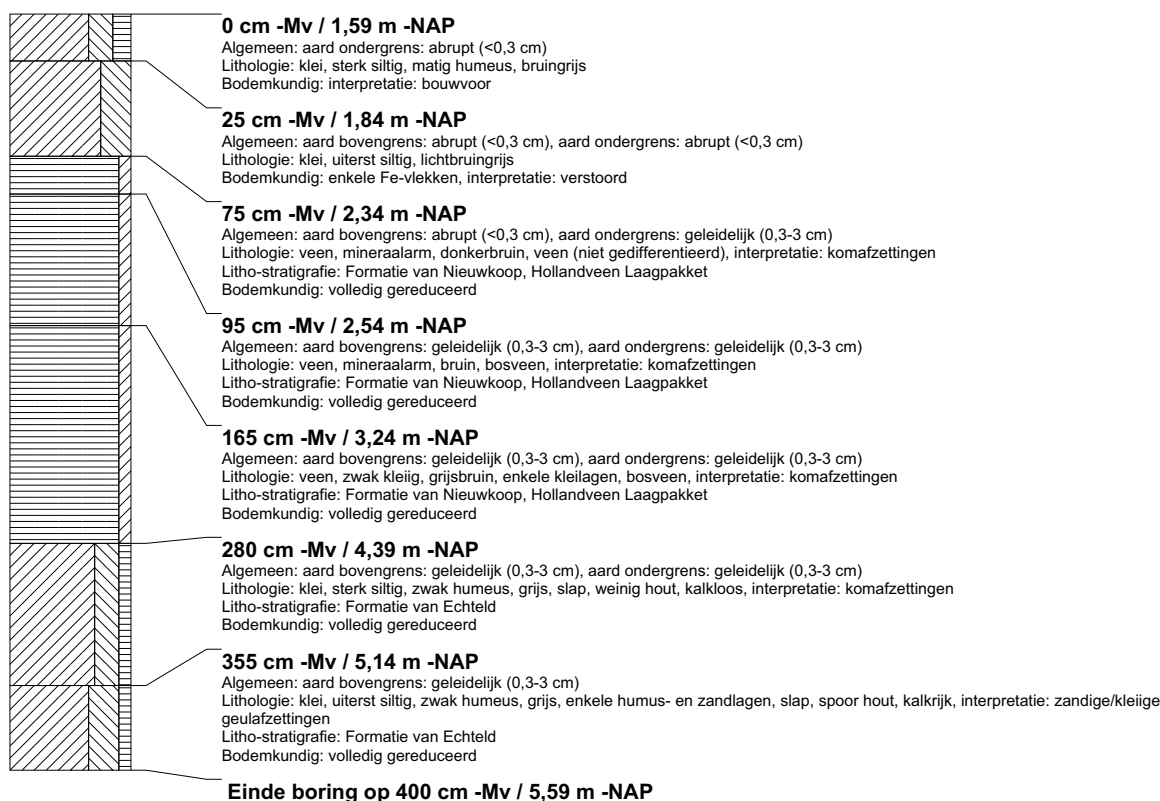 0 cm -Mv / 1,59 m -NAP
Algemeen: aard ondergrens: abrupt (<0,3 cm)
Lithologie: klei, sterk siltig, matig humeus, bruingrijs
Bodemkundig: interpretatie: bouwvoor
25 cm -Mv / 1,84 m -NAP
Algemeen: aard bovengrens: abrupt (<0,3 cm), aard ondergrens: abrupt (<0,3 cm)
Lithologie: klei, uiterst siltig, lichtbruingrijs
Bodemkundig: enkele Fe-vlekken, interpretatie: verstoord
75 cm -Mv / 2,34 m -NAP
Algemeen: aard bovengrens: abrupt (<0,3 cm), aard ondergrens: geleidelijk (0,3-3 cm)
Lithologie: veen, mineraalarm, donkerbruin, veen (niet gedifferentieerd), interpretatie: komafzettingen
Litho-stratigrafie: Formatie van Nieuwkoop, Hollandveen Laagpakket
Bodemkundig: volledig gereduceerd
95 cm -Mv / 2,54 m -NAP
Algemeen: aard bovengrens: geleidelijk (0,3-3 cm), aard ondergrens: geleidelijk (0,3-3 cm)
Lithologie: veen, mineraalarm, bruin, bosveen, interpretatie: komafzettingen
Litho-stratigrafie: Formatie van Nieuwkoop, Hollandveen Laagpakket
Bodemkundig: volledig gereduceerd
165 cm -Mv / 3,24 m -NAP
Algemeen: aard bovengrens: geleidelijk (0,3-3 cm), aard ondergrens: geleidelijk (0,3-3 cm)
Lithologie: veen, zwak kleiig, grijsbruin, enkele kleilagen, bosveen, interpretatie: komafzettingen
Litho-stratigrafie: Formatie van Nieuwkoop, Hollandveen Laagpakket
Bodemkundig: volledig gereduceerd
280 cm -Mv / 4,39 m -NAP
Algemeen: aard bovengrens: geleidelijk (0,3-3 cm), aard ondergrens: geleidelijk (0,3-3 cm)
Lithologie: klei, sterk siltig, zwak humeus, grijs, slap, weinig hout, kalkloos, interpretatie: komafzettingen
Litho-stratigrafie: Formatie van Echteld
Bodemkundig: volledig gereduceerd
355 cm -Mv / 5,14 m -NAP
Algemeen: aard bovengrens: geleidelijk (0,3-3 cm)
Lithologie: klei, uiterst siltig, zwak humeus, grijs, enkele humus- en zandlagen, slap, spoor hout, kalkrijk, interpretatie: zandige/kleiige
geulafzettingen
Litho-stratigrafie: Formatie van Echteld
Bodemkundig: volledig gereduceerd
Einde boring op 400 cm -Mv / 5,59 m -NAP